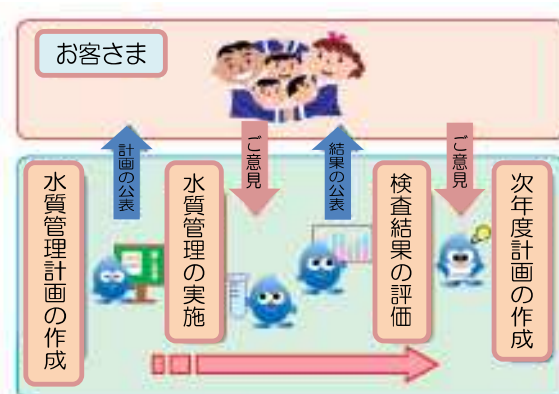 お客さま
計画の公表
ご意見
結果の公表
ご意見
水質管理計画の作成
水質管理の実施
検査結果の評価
次年度計画の作成